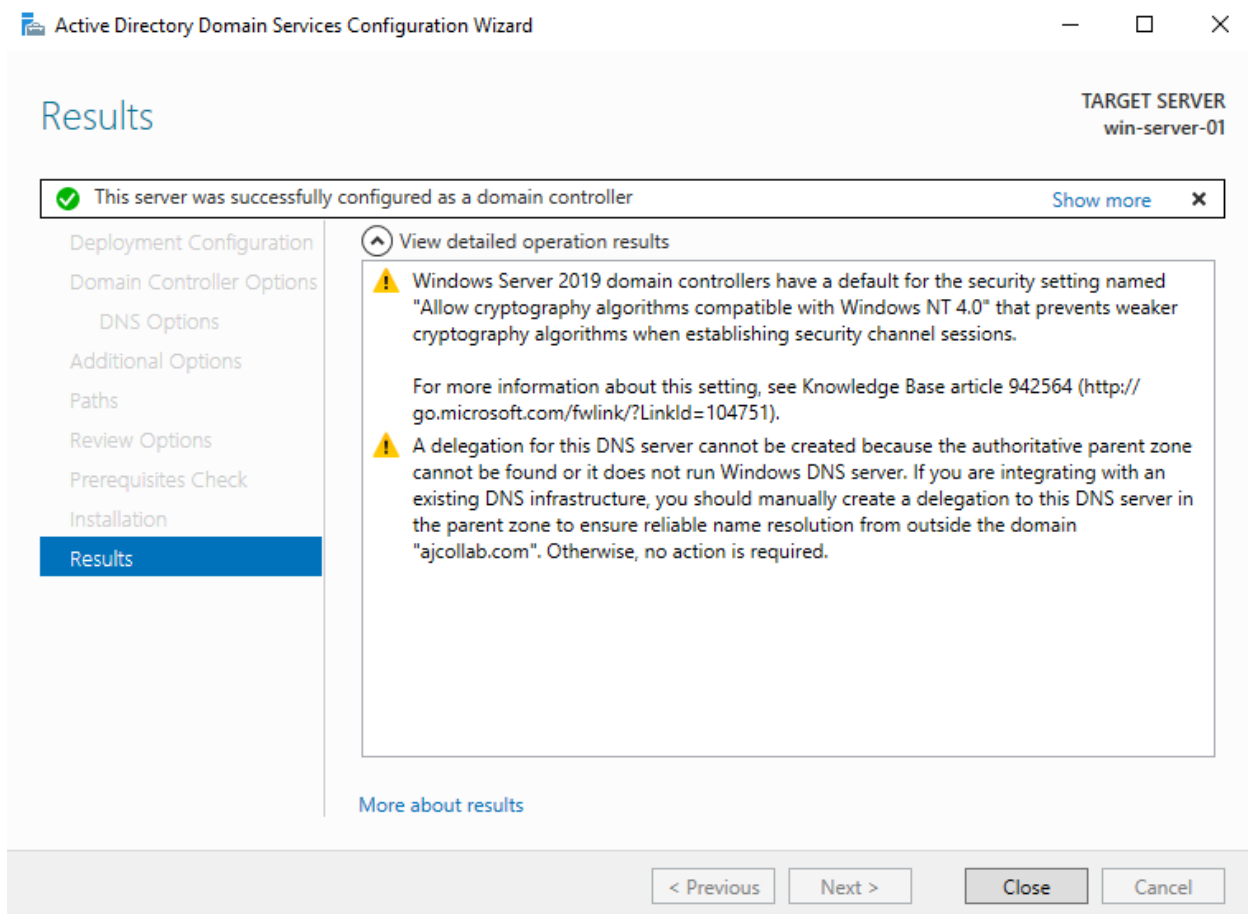 Active Directory Domain Services Configuration Wizard
Results
TARGET SERVER
win-server-01
This server was successfully configured as a domain controller
Show more
Deployment Configuration
Domain Controller Options
DNS Options
Additional Options
Paths
Review Options
Prerequisites Check
Installation
Results
View detailed operation results
Windows Server 2019 domain controllers have a default for the security setting named
"Allow cryptography algorithms compatible with Windows NT 4.0" that prevents weaker
cryptography algorithms when establishing security channel sessions.
For more information about this setting, see Knowledge Base article 942564 (http://
go.microsoft.com/fwlink/?LinkId=104751).
A delegation for this DNS server cannot be created because the authoritative parent zone
cannot be found or it does not run Windows DNS server. If you are integrating with an
existing DNS infrastructure, you should manually create a delegation to this DNS server in
the parent zone to ensure reliable name resolution from outside the domain
"ajcollab.com". Otherwise, no action is required.
More about results
< Previous
Next >
Close
Cancel